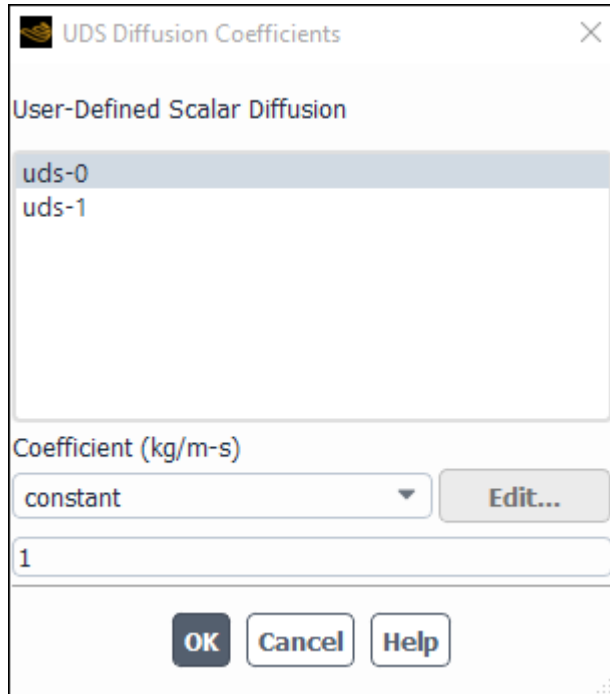 UDS Diffusion Coefficients
User-Defined Scalar Diffusion
uds-0
uds-1
Coefficient (kg/m-s)
constant
Edit...
1
OK Cancel Help